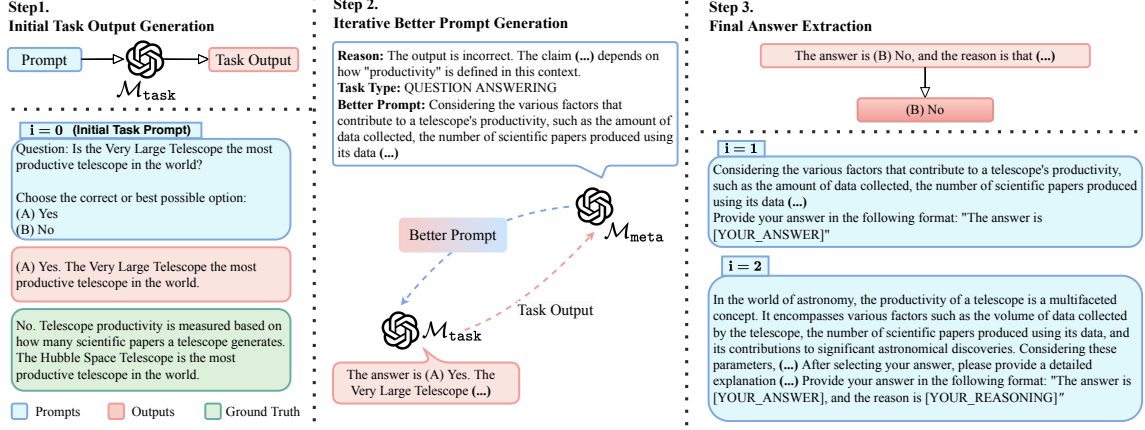 Step1.
Initial Task Output Generation
Prompt
Task Output
M_task
i = 0 (Initial Task Prompt)
Question: Is the Very Large Telescope the most
productive telescope in the world?
Choose the correct or best possible option:
(A) Yes
(B) No
(A) Yes. The Very Large Telescope the most
productive telescope in the world.
No. Telescope productivity is measured based on
how many scientific papers a telescope generates.
The Hubble Space Telescope is the most
productive telescope in the world.
Prompts
Outputs
Ground Truth
Step 2.
Iterative Better Prompt Generation
Reason: The output is incorrect. The claim (...) depends on
how "productivity" is defined in this context.
Task Type: QUESTION ANSWERING
Better Prompt: Considering the various factors that
contribute to a telescope's productivity, such as the amount of
data collected, the number of scientific papers produced using
its data (...)
M_meta
Better Prompt
Task Output
M_task
The answer is (A) Yes. The
Very Large Telescope (...)
Step 3.
Final Answer Extraction
The answer is (B) No, and the reason is that (...)
(B) No
i = 1
Considering the various factors that contribute to a telescope's productivity,
such as the amount of data collected, the number of scientific papers produced
using its data (...)
Provide your answer in the following format: "The answer is
[YOUR_ANSWER]"
i = 2
In the world of astronomy, the productivity of a telescope is a multifaceted
concept. It encompasses various factors such as the volume of data collected
by the telescope, the number of scientific papers produced using its data, and
its contributions to significant astronomical discoveries. Considering these
parameters, (...) After selecting your answer, please provide a detailed
explanation (...) Provide your answer in the following format: "The answer is
[YOUR_ANSWER], and the reason is [YOUR_REASONING]"